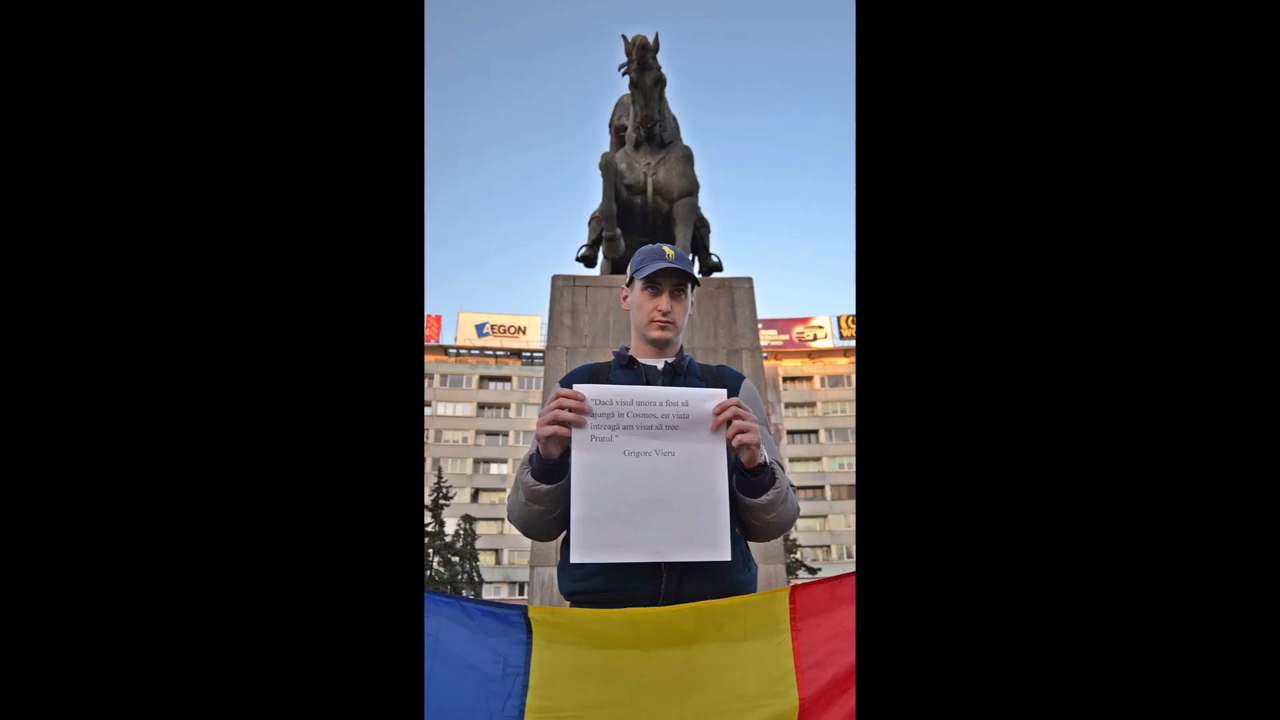 AEGON
"Dacă visul unora a fost să
ajungă în Cosmos, eu viața
întreagă am visat să trec
Prutul."
Grigore Vieru